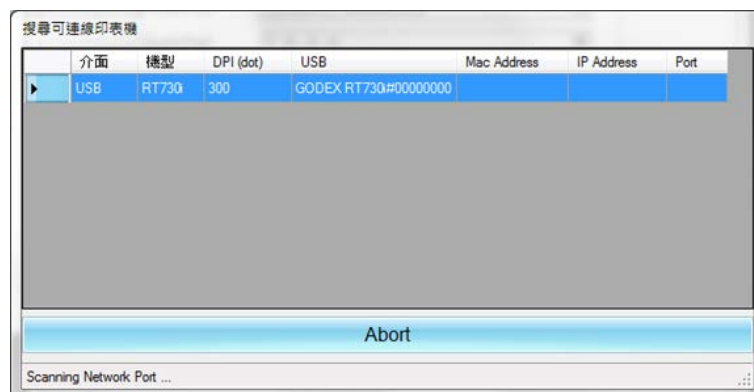 搜尋可連線印表機
介面 機型 DPI (dot) USB Mac Address IP Address Port
USB RT730i 300 GODEX RT730i#00000000
Abort
Scanning Network Port ...